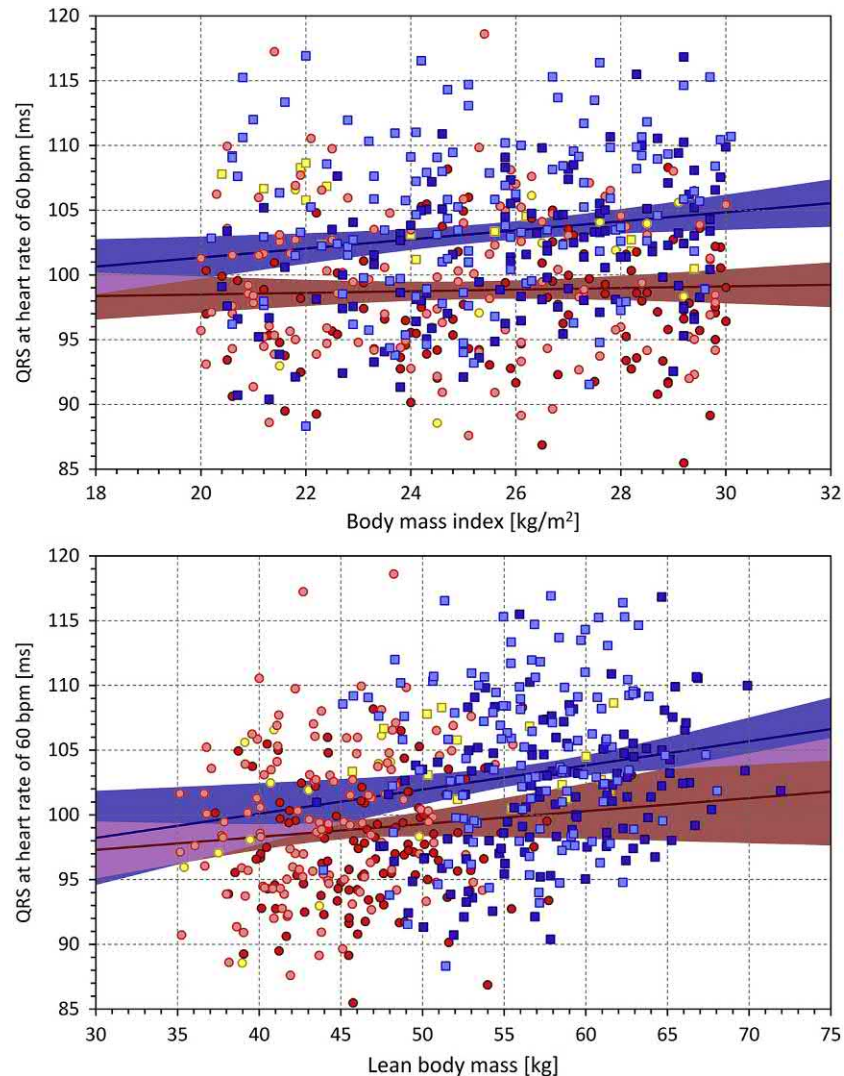 120
115
110
105
100
95
90
85
QRS at heart rate of 60 bpm [ms]
18 20 22 24 26 28 30 32
Body mass index [kg/m²]
120
115
110
105
100
95
90
85
QRS at heart rate of 60 bpm [ms]
30 35 40 45 50 55 60 65 70 75
Lean body mass [kg]